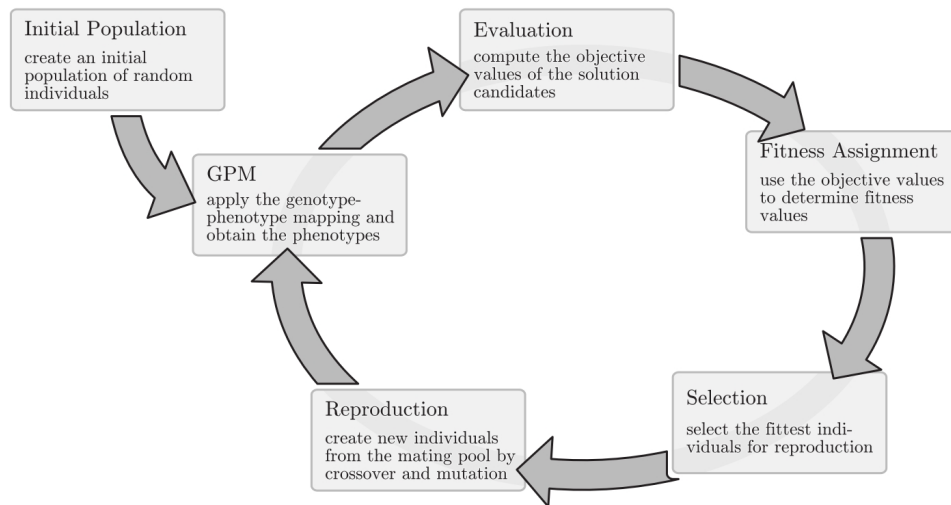 Initial Population
create an initial
population of random
individuals
Evaluation
compute the objective
values of the solution
candidates
Fitness Assignment
use the objective values
to determine fitness
values
GPM
apply the genotype-
phenotype mapping and
obtain the phenotypes
Selection
select the fittest indi-
viduals for reproduction
Reproduction
create new individuals
from the mating pool by
crossover and mutation